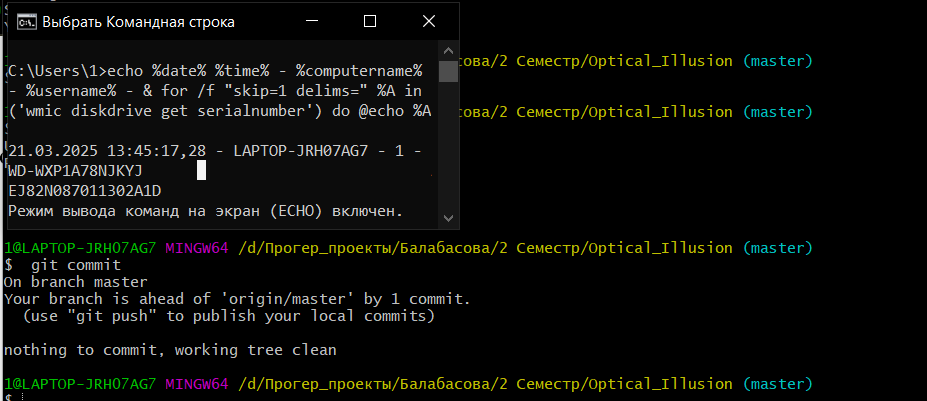 Выбрать Командная строка
C:\Users\1>echo %date% %time% - %computername%
- %username% - & for /f "skip=1 delims=" %A in
('wmic diskdrive get serialnumber') do @echo %A
21.03.2025 13:45:17,28 - LAPTOP-JRH07AG7 - 1 -
WD-WXP1A78NJKYJ
EJ82N087011302A1D
Режим вывода команд на экран (ECHO) включен.
сова/2 Семестр/Optical_Illusion (master)
сова/2 Семестр/Optical_Illusion (master)
1@LAPTOP-JRH07AG7 MINGW64 /d/Прогер_проекты/Балабасова/2 Семестр/Optical_Illusion (master)
$  git commit
On branch master
Your branch is ahead of 'origin/master' by 1 commit.
  (use "git push" to publish your local commits)
nothing to commit, working tree clean
1@LAPTOP-JRH07AG7 MINGW64 /d/Прогер_проекты/Балабасова/2 Семестр/Optical_Illusion (master)
$